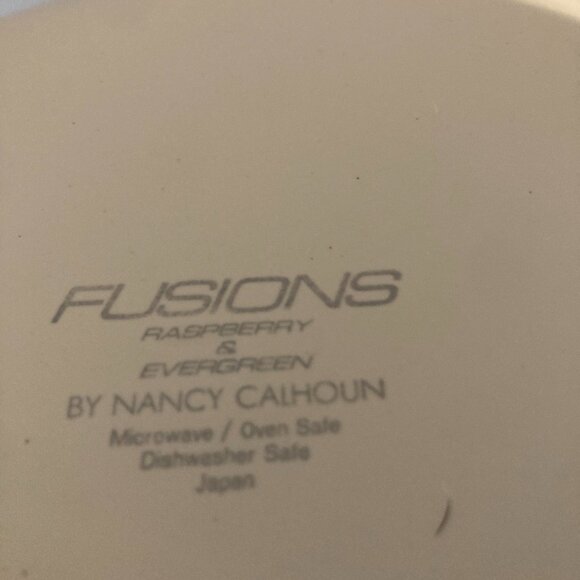 FUSIONS
RASPBERRY
&
EVERGREEN
BY NANCY CALHOUN
Microwave / Oven Safe
Dishwasher Safe
Japan